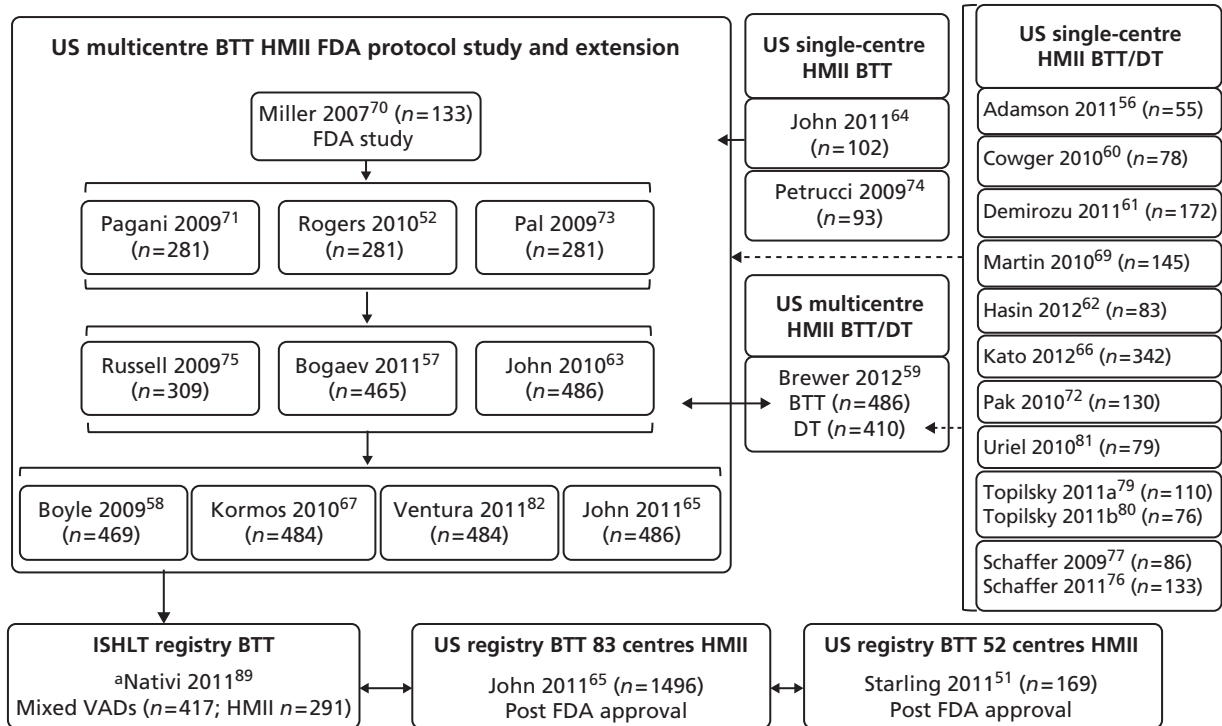 US multicentre BTT HMII FDA protocol study and extension
Miller 2007⁷⁰ (n=133)
FDA study
Pagani 2009⁷¹
(n=281)
Rogers 2010⁵²
(n=281)
Pal 2009⁷³
(n=281)
Russell 2009⁷⁵
(n=309)
Bogaev 2011⁵⁷
(n=465)
John 2010⁶³
(n=486)
Boyle 2009⁵⁸
(n=469)
Kormos 2010⁶⁷
(n=484)
Ventura 2011⁸²
(n=484)
John 2011⁶⁵
(n=486)
US single-centre
HMII BTT
John 2011⁶⁴
(n=102)
Petrucci 2009⁷⁴
(n=93)
US multicentre
HMII BTT/DT
Brewer 2012⁵⁹
BTT (n=486)
DT (n=410)
US single-centre
HMII BTT/DT
Adamson 2011⁵⁶ (n=55)
Cowger 2010⁶⁰ (n=78)
Demirozu 2011⁶¹ (n=172)
Martin 2010⁶⁹ (n=145)
Hasin 2012⁶² (n=83)
Kato 2012⁶⁶ (n=342)
Pak 2010⁷² (n=130)
Uriel 2010⁸¹ (n=79)
Topilsky 2011a⁷⁹ (n=110)
Topilsky 2011b⁸⁰ (n=76)
Schaffer 2009⁷⁷ (n=86)
Schaffer 2011⁷⁶ (n=133)
ISHLT registry BTT
ᵃNativi 2011⁸⁹
Mixed VADs (n=417; HMII n=291)
US registry BTT 83 centres HMII
John 2011⁶⁵ (n=1496)
Post FDA approval
US registry BTT 52 centres HMII
Starling 2011⁵¹ (n=169)
Post FDA approval